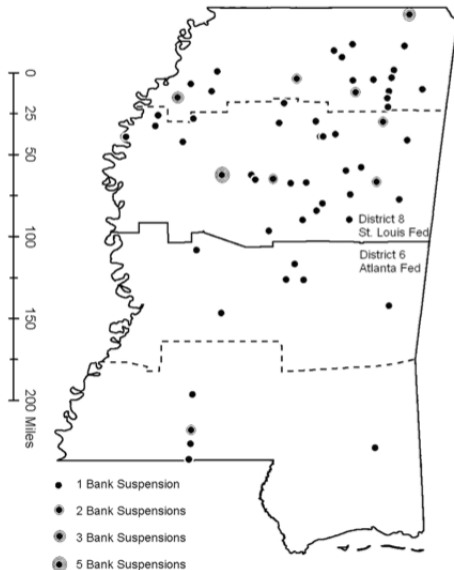 0
25
50
100
150
200 Miles
District 8
St. Louis Fed
District 6
Atlanta Fed
1 Bank Suspension
2 Bank Suspensions
3 Bank Suspensions
5 Bank Suspensions